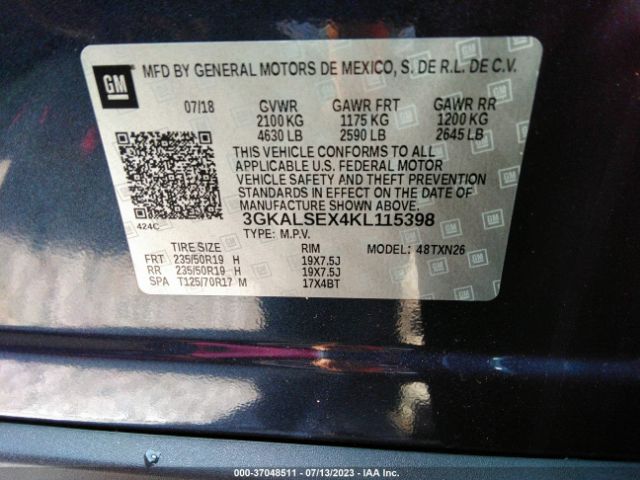 GM
MFD BY GENERAL MOTORS DE MEXICO, S. DE R.L. DE C.V.
07/18 GVWR GAWR FRT GAWR RR
2100 KG 1175 KG 1200 KG
4630 LB 2590 LB 2645 LB
THIS VEHICLE CONFORMS TO ALL
APPLICABLE U.S. FEDERAL MOTOR
VEHICLE SAFETY AND THEFT PREVENTION
STANDARDS IN EFFECT ON THE DATE OF
MANUFACTURE SHOWN ABOVE.
3GKALSEX4KL115398
424C
TYPE: M.P.V. MODEL: 48TXN26
TIRE SIZE RIM
FRT 235/50R19 H 19X7.5J
RR 235/50R19 H 19X7.5J
SPA T125/70R17 M 17X4BT
000-37048511 - 07/13/2023 - IAA Inc.